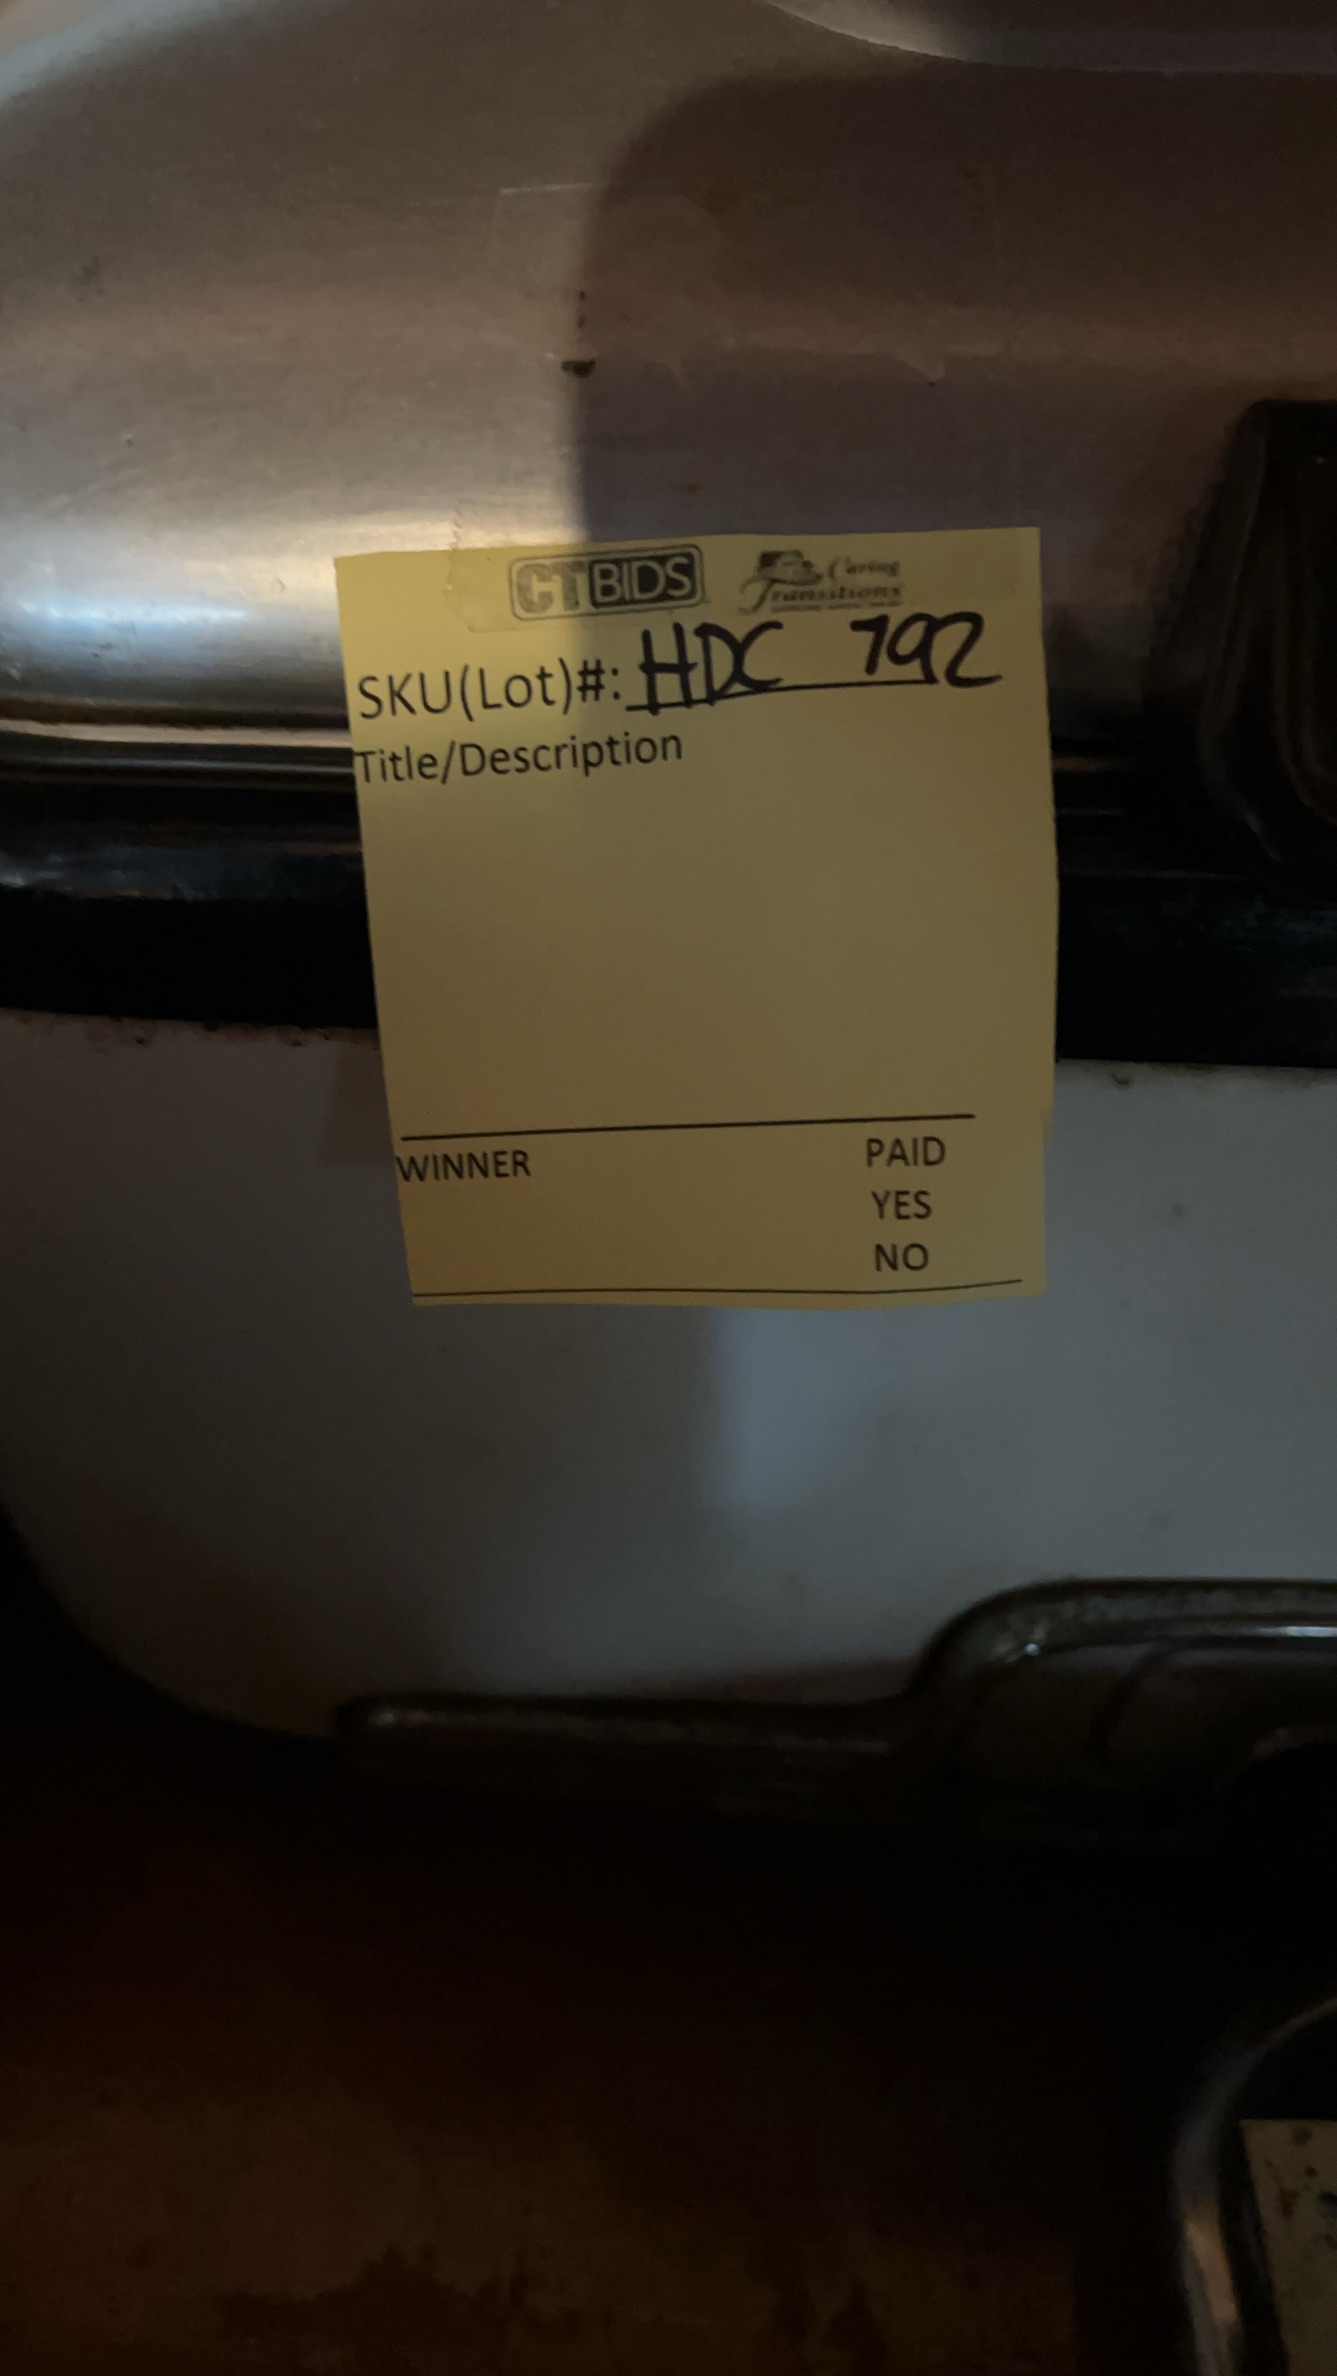 CTBIDS Caring
Transitions
SKU(Lot)#: HDC 792
Title/Description
WINNER PAID
YES
NO